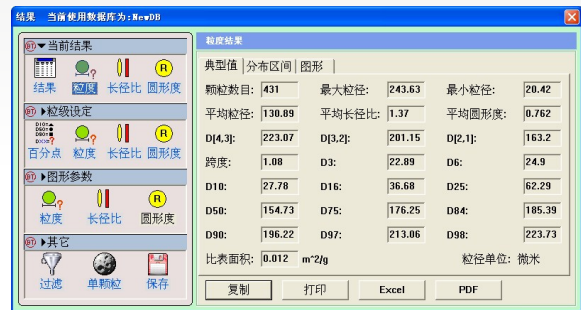 结果 当前使用数据库为:NewDB
当前结果
结果 粒度 长径比 圆形度
粒级设定
百分点 粒度 长径比 圆形度
图形参数
粒度 长径比 圆形度
其它
过滤 单颗粒 保存
粒度结果
典型值 分布区间 图形
颗粒数目: 431 最大粒径: 243.63 最小粒径: 20.42
平均粒径: 130.89 平均长径比: 1.37 平均圆形度: 0.762
D[4,3]: 223.07 D[3,2]: 201.15 D[2,1]: 163.2
跨度: 1.08 D3: 22.89 D6: 24.9
D10: 27.78 D16: 36.68 D25: 62.29
D50: 154.73 D75: 176.25 D84: 185.39
D90: 196.22 D97: 213.06 D98: 223.73
比表面积: 0.012 m^2/g 粒径单位: 微米
复制 打印 Excel PDF